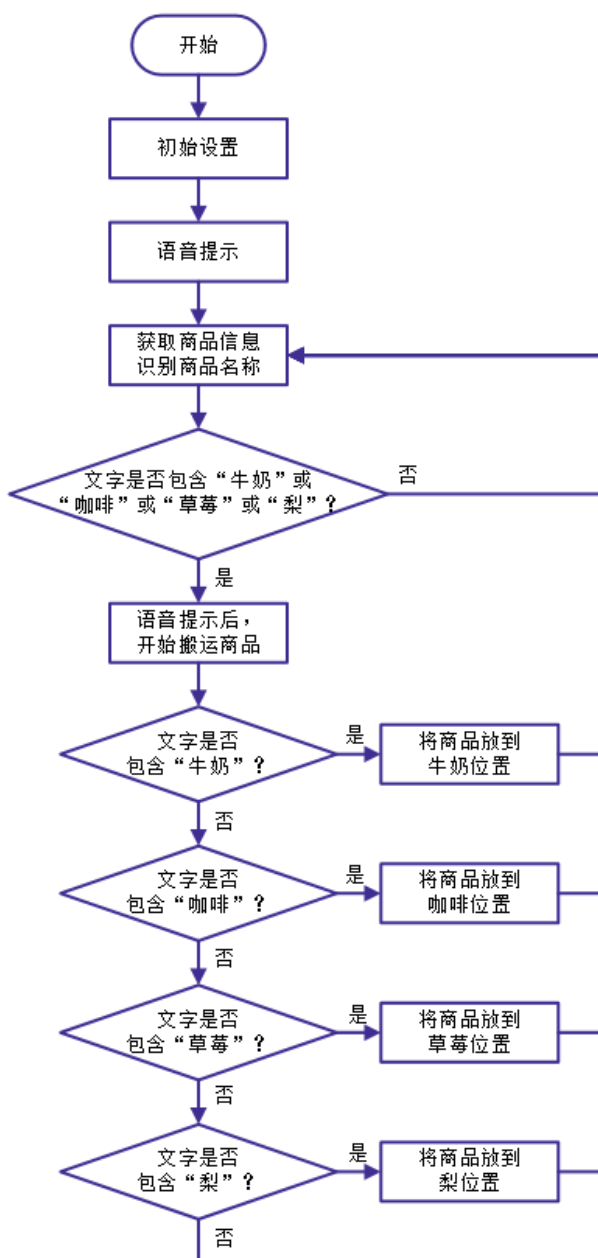 开始
初始设置
语音提示
获取商品信息
识别商品名称
文字是否包含“牛奶”或
“咖啡”或“草莓”或“梨”？
否
是
语音提示后，
开始搬运商品
文字是否
包含“牛奶”？
是
将商品放到
牛奶位置
否
文字是否
包含“咖啡”？
是
将商品放到
咖啡位置
否
文字是否
包含“草莓”？
是
将商品放到
草莓位置
否
文字是否
包含“梨”？
是
将商品放到
梨位置
否